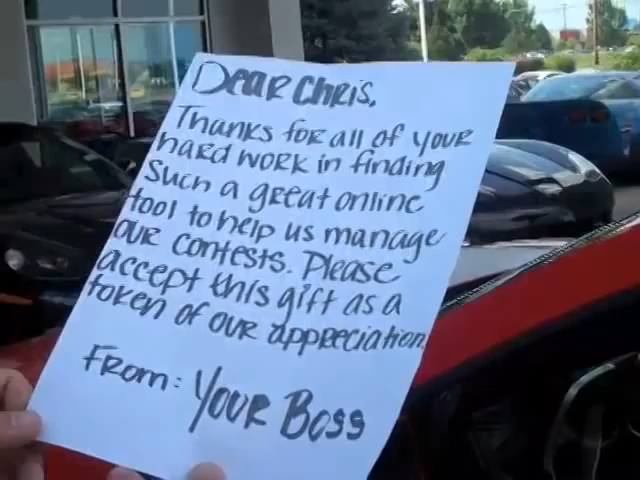 Dear Chris,
Thanks for all of your
hard work in finding
such a great online
tool to help us manage
our contests. Please
accept this gift as a
token of our appreciation.
From: Your Boss